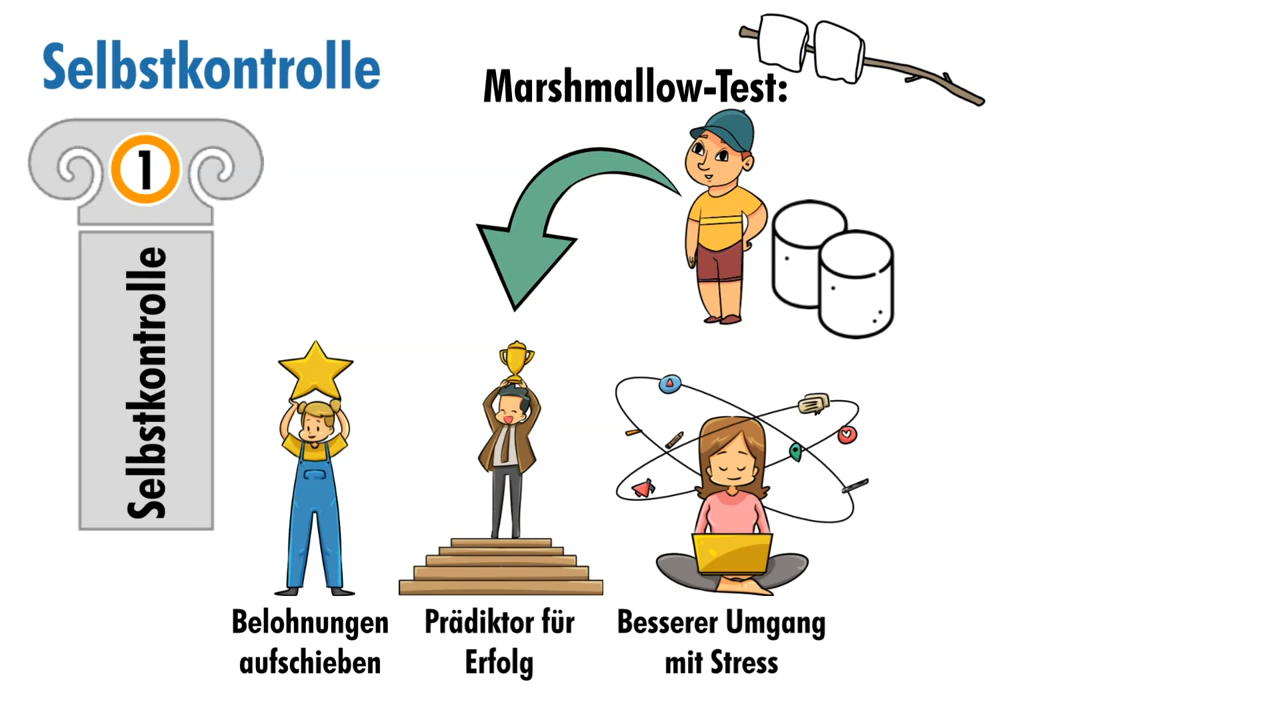 Selbstkontrolle
Marshmallow-Test:
1
Selbstkontrolle
Belohnungen
aufschieben
Prädiktor für
Erfolg
Besserer Umgang
mit Stress